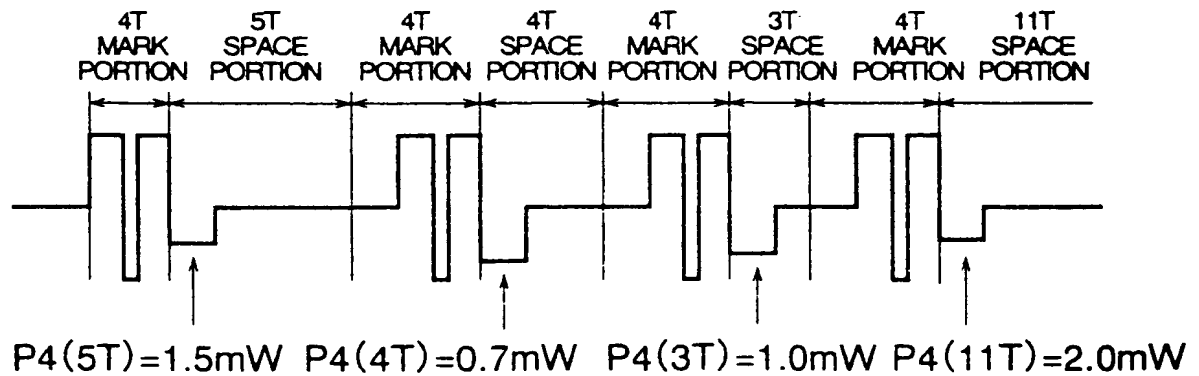 4T MARK PORTION
5T SPACE PORTION
4T MARK PORTION
4T SPACE PORTION
4T MARK PORTION
3T SPACE PORTION
4T MARK PORTION
11T SPACE PORTION
P4(5T)=1.5mW P4(4T)=0.7mW P4(3T)=1.0mW P4(11T)=2.0mW